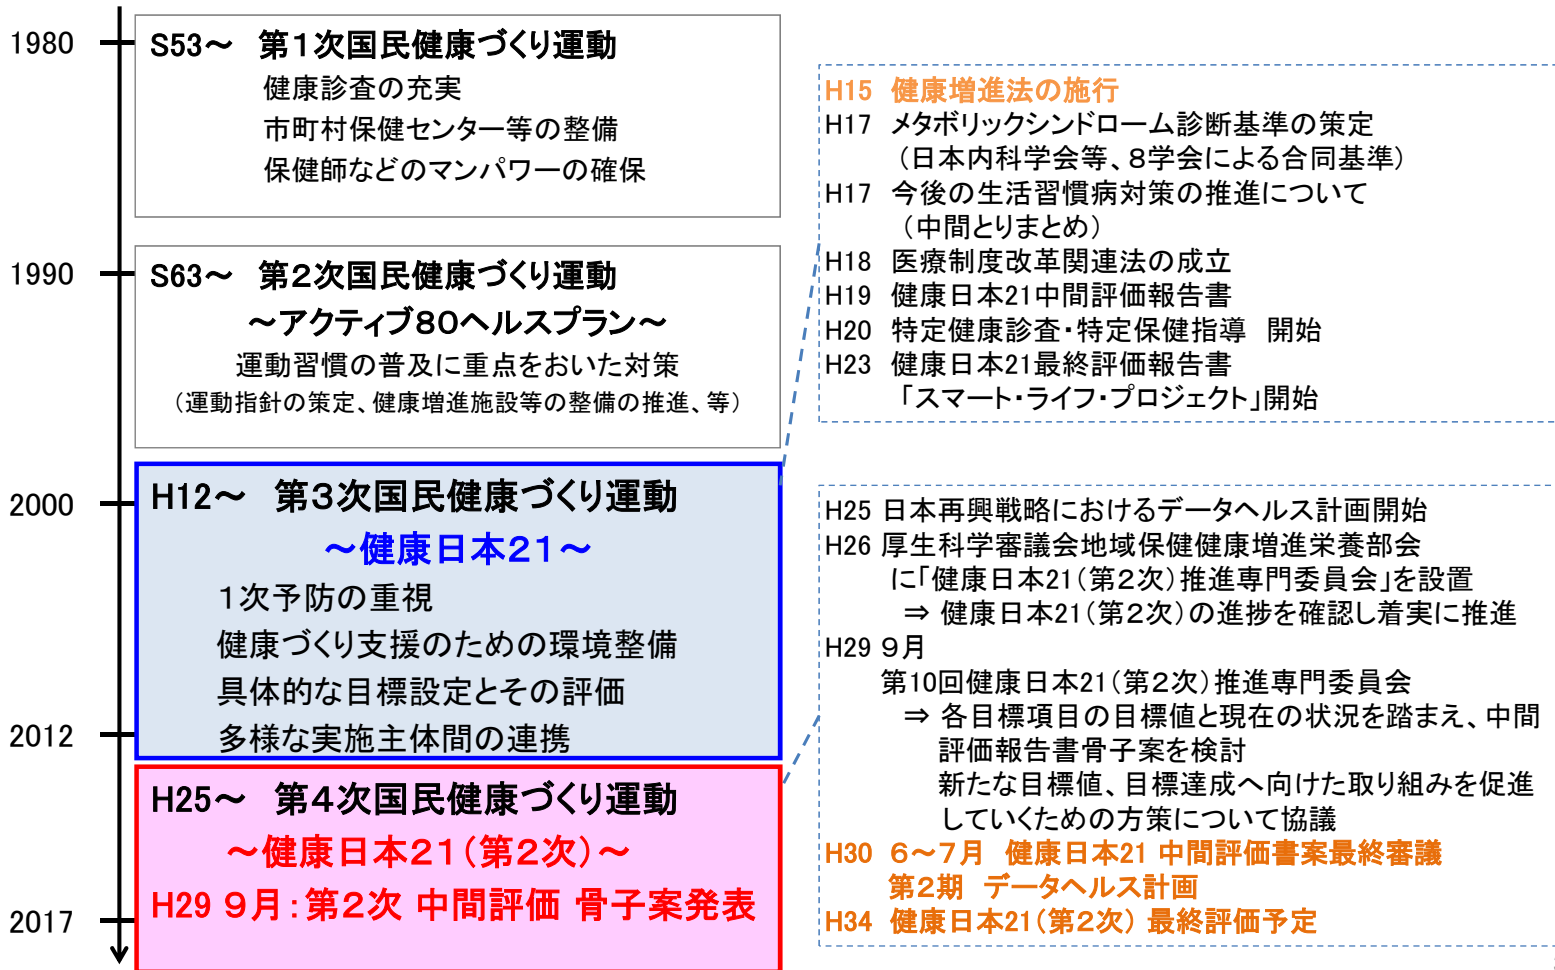 1980
S53～ 第１次国民健康づくり運動
健康診査の充実
市町村保健センター等の整備
保健師などのマンパワーの確保
1990
S63～ 第２次国民健康づくり運動
～アクティブ８０ヘルスプラン～
運動習慣の普及に重点をおいた対策
（運動指針の策定、健康増進施設等の整備の推進、等）
2000
H12～ 第３次国民健康づくり運動
～健康日本２１～
１次予防の重視
健康づくり支援のための環境整備
具体的な目標設定とその評価
多様な実施主体間の連携
2012
H25～ 第４次国民健康づくり運動
～健康日本２１（第２次）～
H29 ９月：第２次 中間評価 骨子案発表
2017
H15 健康増進法の施行
H17 メタボリックシンドローム診断基準の策定
（日本内科学会等、８学会による合同基準）
H17 今後の生活習慣病対策の推進について
（中間とりまとめ）
H18 医療制度改革関連法の成立
H19 健康日本21中間評価報告書
H20 特定健康診査・特定保健指導 開始
H23 健康日本21最終評価報告書
「スマート・ライフ・プロジェクト」開始
H25 日本再興戦略におけるデータヘルス計画開始
H26 厚生科学審議会地域保健健康増進栄養部会
に「健康日本21（第２次）推進専門委員会」を設置
⇒ 健康日本21（第２次）の進捗を確認し着実に推進
H29 ９月
第10回健康日本21（第２次）推進専門委員会
⇒ 各目標項目の目標値と現在の状況を踏まえ、中間
評価報告書骨子案を検討
新たな目標値、目標達成へ向けた取り組みを促進
していくための方策について協議
H30 ６～７月 健康日本21 中間評価書案最終審議
第２期 データヘルス計画
H34 健康日本21（第２次） 最終評価予定